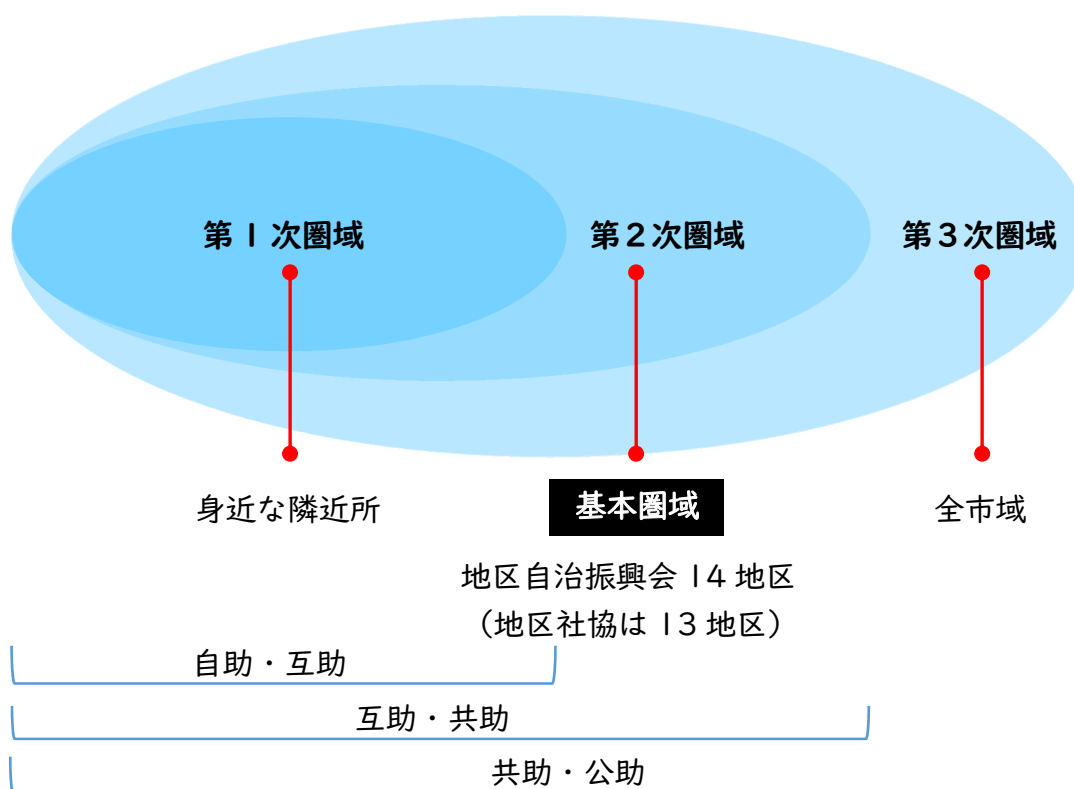 第1次圏域
第2次圏域
第3次圏域
身近な隣近所
基本圏域
全市域
地区自治振興会 14 地区
（地区社協は 13 地区）
自助・互助
互助・共助
共助・公助